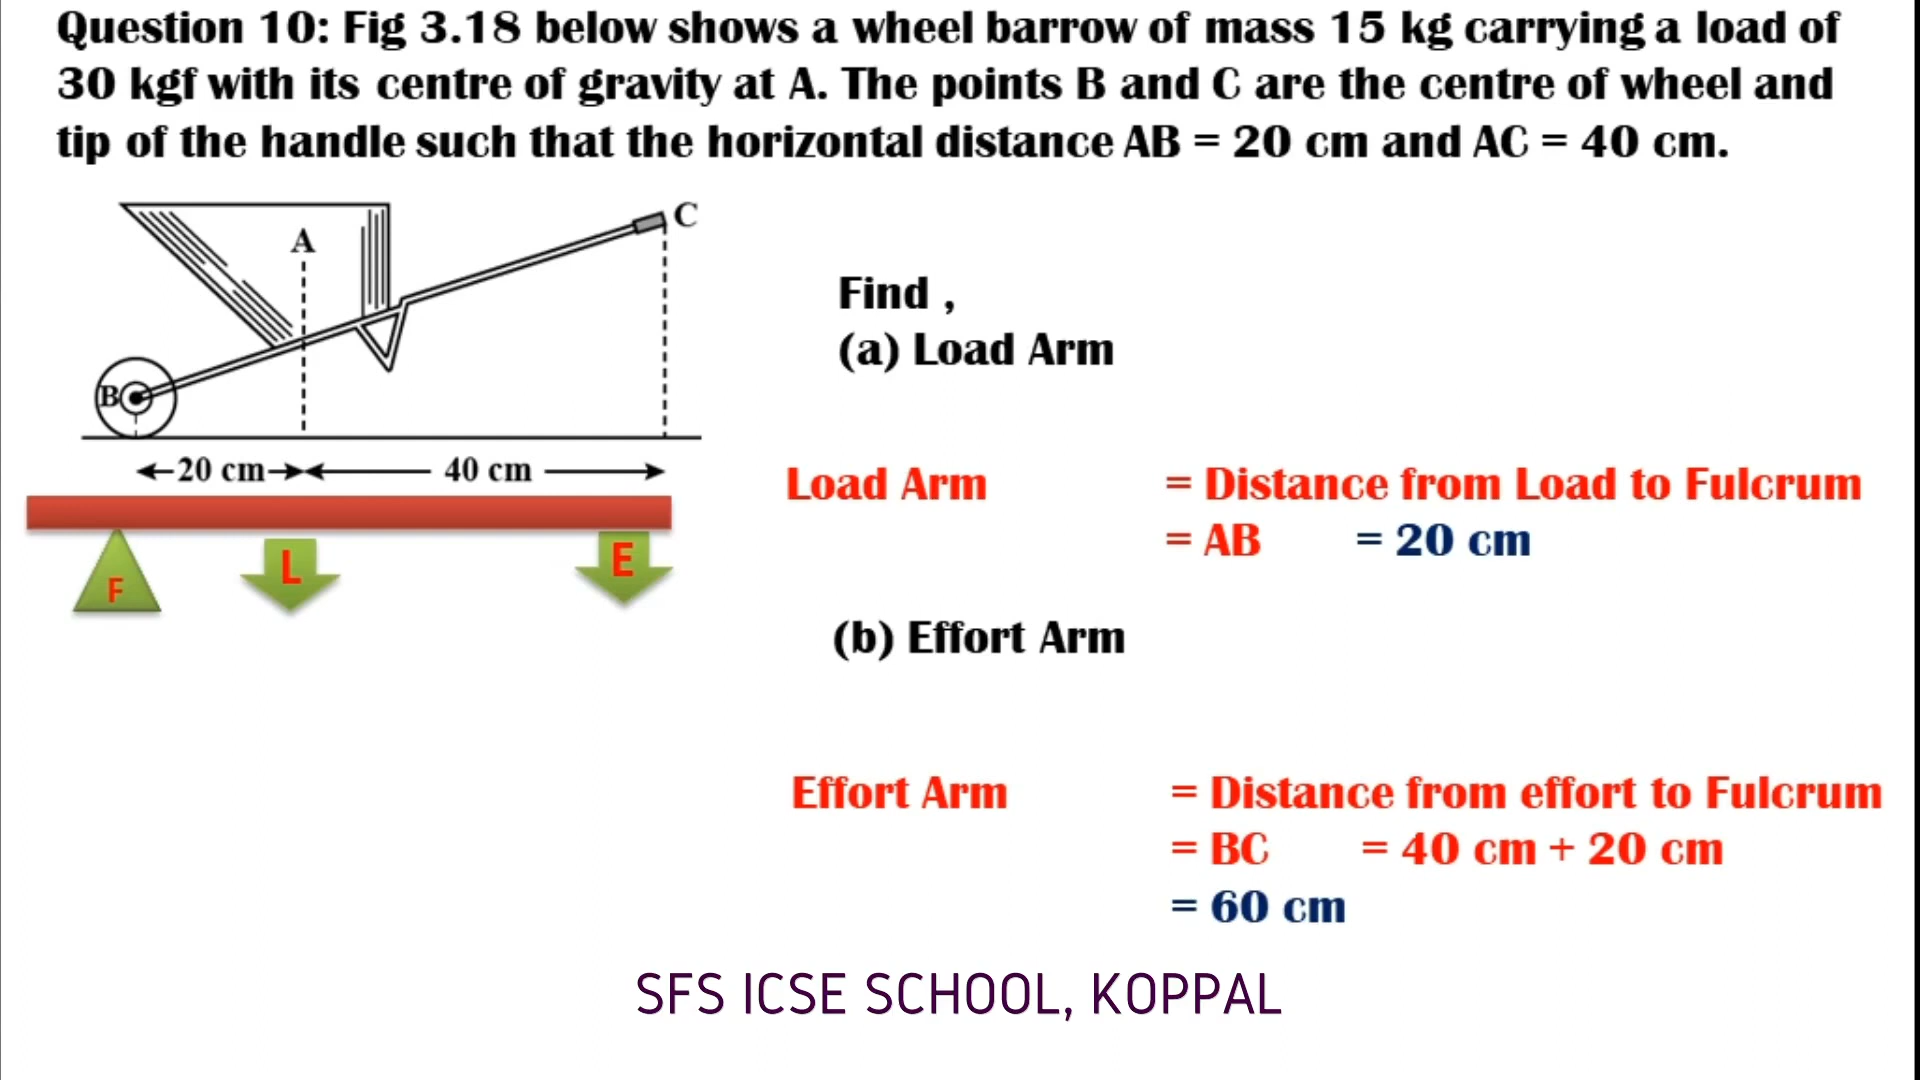 Question 10: Fig 3.18 below shows a wheel barrow of mass 15 kg carrying a load of
30 kgf with its centre of gravity at A. The points B and C are the centre of wheel and
tip of the handle such that the horizontal distance AB = 20 cm and AC = 40 cm.
C
A
B
20 cm 40 cm
F
L
E
Find ,
(a) Load Arm
Load Arm = Distance from Load to Fulcrum
= AB = 20 cm
(b) Effort Arm
Effort Arm = Distance from effort to Fulcrum
= BC = 40 cm + 20 cm
= 60 cm
SFS ICSE SCHOOL, KOPPAL